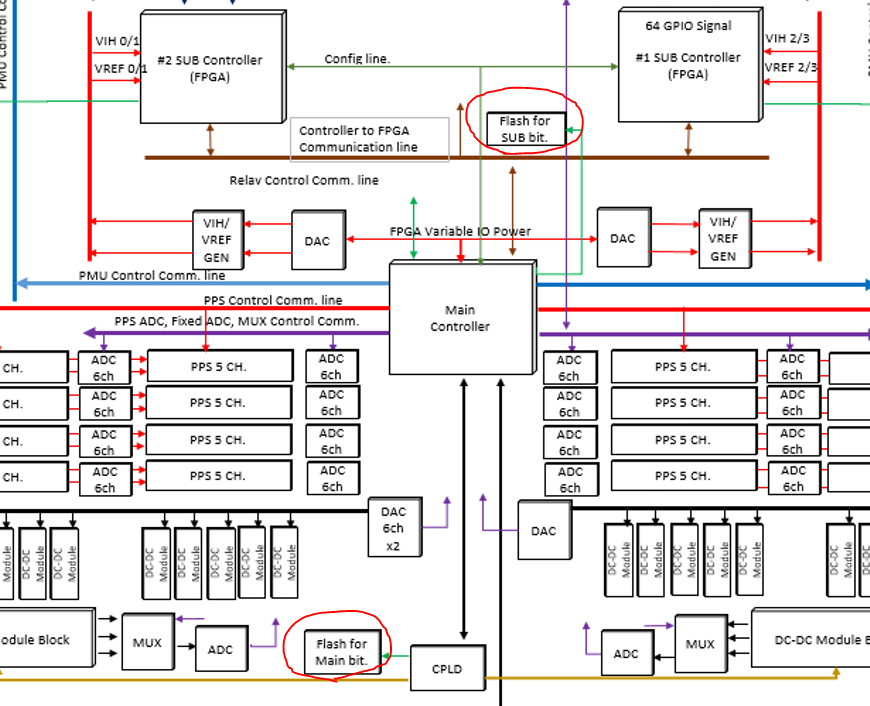 PMU Control Co
64 GPIO Signal
VIH 0/1
#2 SUB Controller
(FPGA)
VREF 0/1
Config line.
#1 SUB Controller
(FPGA)
VIH 2/3
VREF 2/3
Flash for
SUB bit.
Controller to FPGA
Communication line
Relav Control Comm. line
VIH/
VREF
GEN
DAC
FPGA Variable IO Power
DAC
VIH/
VREF
GEN
PMU Control Comm. line
PPS Control Comm. line
Main
Controller
PPS ADC, Fixed ADC, MUX Control Comm.
CH.
ADC
6ch
PPS 5 CH.
ADC
6ch
ADC
6ch
PPS 5 CH.
ADC
6ch
CH.
ADC
6ch
PPS 5 CH.
ADC
6ch
ADC
6ch
PPS 5 CH.
ADC
6ch
CH.
ADC
6ch
PPS 5 CH.
ADC
6ch
ADC
6ch
PPS 5 CH.
ADC
6ch
CH.
ADC
6ch
PPS 5 CH.
ADC
6ch
ADC
6ch
PPS 5 CH.
ADC
6ch
DAC
6ch
x2
DAC
Module
DC-DC
Module
DC-DC
Module
DC-DC
Module
DC-DC
Module
DC-DC
Module
DC-DC
Module
DC-DC
Module
DC-DC
Module
DC-DC
Module
DC-DC
Module
DC-DC
Module
DC-DC
Module
DC-DC
Module
DC-DC
odule Block
MUX
ADC
Flash for
Main bit.
CPLD
ADC
MUX
DC-DC Module B